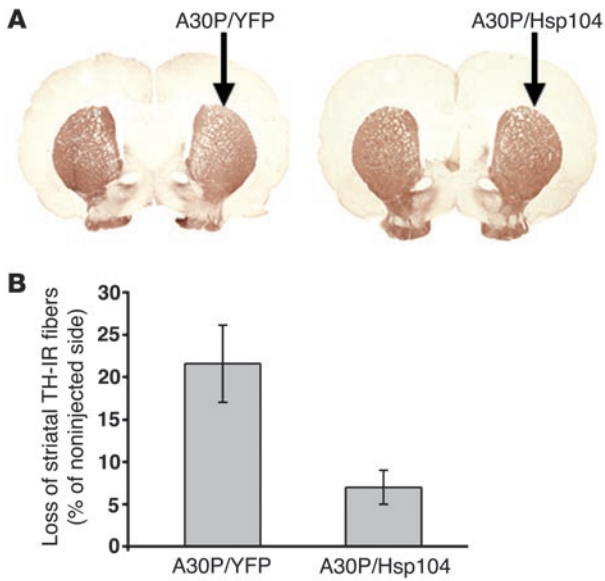 A
A30P/YFP
A30P/Hsp104
B
Loss of striatal TH-IR fibers
(% of noninjected side)
30
25
20
15
10
5
0
A30P/YFP
A30P/Hsp104